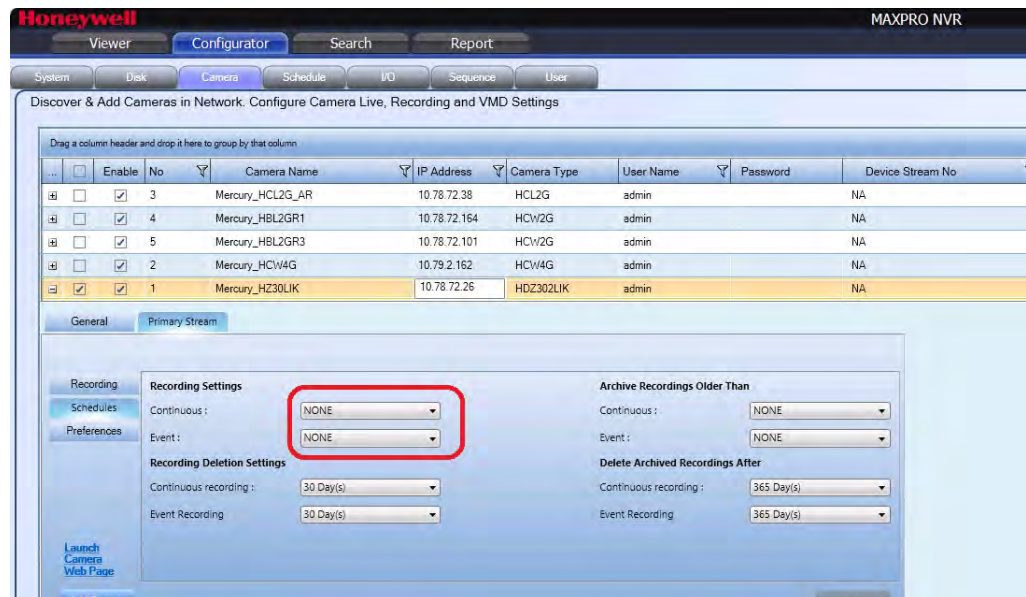 Honeywell MAXPRO NVR
Viewer Configurator Search Report
System Disk Camera Schedule I/O Sequence User
Discover & Add Cameras in Network. Configure Camera Live, Recording and VMD Settings
Drag a column header and drop it here to group by that column
... Enable No Camera Name IP Address Camera Type User Name Password Device Stream No
3 Mercury_HCL2G_AR 10.78.72.38 HCL2G admin NA
4 Mercury_HBL2GR1 10.78.72.164 HCW2G admin NA
5 Mercury_HBL2GR3 10.78.72.101 HCW2G admin NA
2 Mercury_HCW4G 10.79.2.162 HCW4G admin NA
1 Mercury_HZ30LIK 10.78.72.26 HDZ302LIK admin NA
General Primary Stream
Recording Recording Settings Archive Recordings Older Than
Schedules Continuous : NONE Continuous : NONE
Preferences Event : NONE Event : NONE
Recording Deletion Settings Delete Archived Recordings After
Continuous recording : 30 Day(s) Continuous recording : 365 Day(s)
Event Recording 30 Day(s) Event Recording 365 Day(s)
Launch
Camera
Web Page